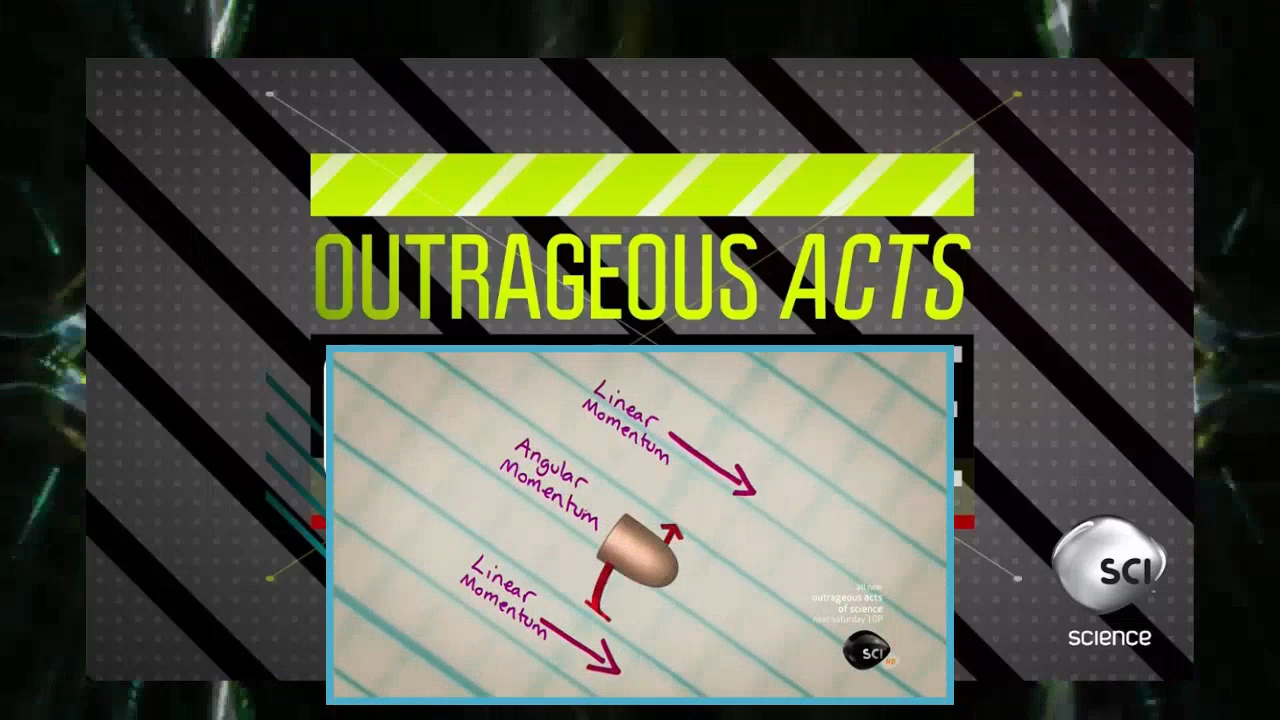 OUTRAGEOUS ACTS
Linear
Momentum
Angular
Momentum
Linear
Momentum
all new
outrageous acts
of science
next saturday 10P
SCI
HD
SCI
science